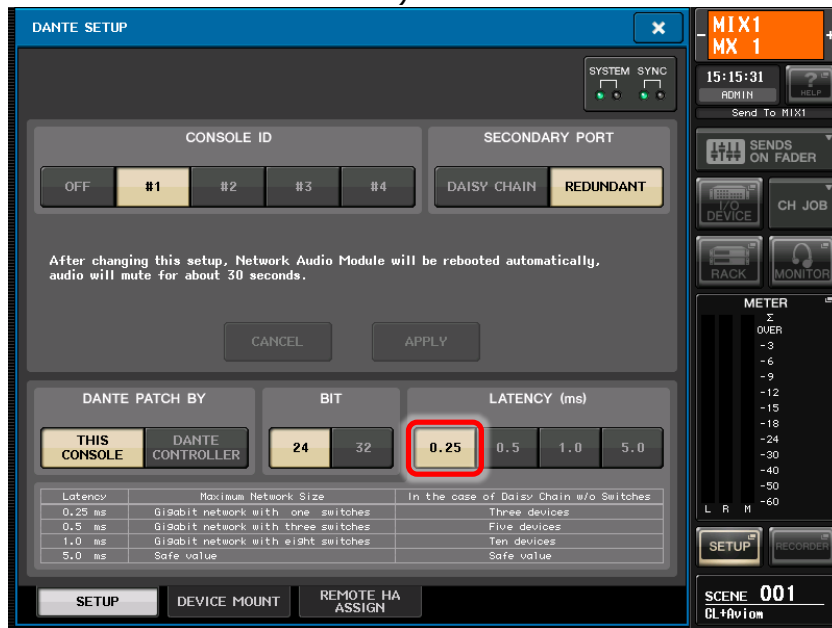 DANTE SETUP
SYSTEM SYNC
CONSOLE ID
SECONDARY PORT
OFF #1 #2 #3 #4
DAISY CHAIN REDUNDANT
After changing this setup, Network Audio Module will be rebooted automatically,
audio will mute for about 30 seconds.
CANCEL APPLY
DANTE PATCH BY
BIT
LATENCY (ms)
THIS CONSOLE
DANTE CONTROLLER
24 32
0.25 0.5 1.0 5.0
Latency Maximum Network Size In the case of Daisy Chain w/o Switches
0.25 ms Gigabit network with one switches Three devices
0.5 ms Gigabit network with three switches Five devices
1.0 ms Gigabit network with eight switches Ten devices
5.0 ms Safe value Safe value
SETUP
DEVICE MOUNT
REMOTE HA
ASSIGN
- MIX1 +
MX 1
15:15:31
ADMIN
?
HELP
Send To MIX1
SENDS
ON FADER
I/O
DEVICE
CH JOB
RACK
MONITOR
METER
Σ
OVER
-3
-6
-9
-12
-15
-18
-24
-30
-40
-50
-60
L R M
SETUP
RECORDER
SCENE 001
CL+Aviom